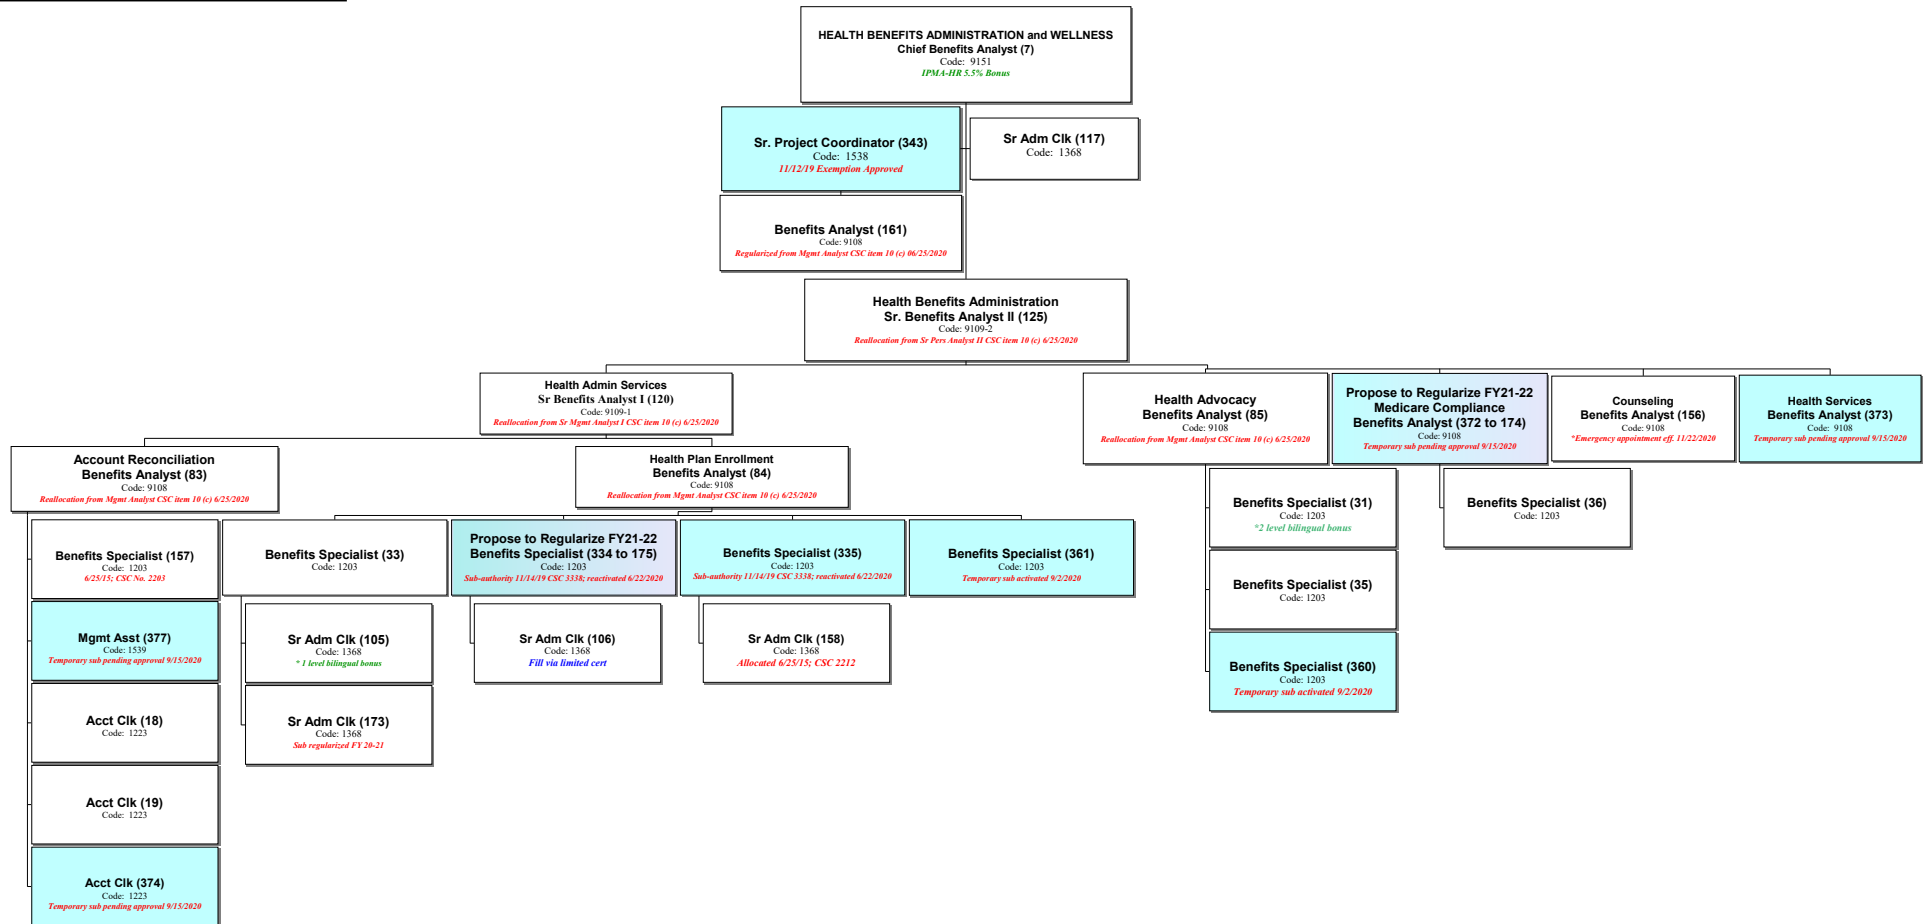 HEALTH BENEFITS ADMINISTRATION and WELLNESS
Chief Benefits Analyst (7)
Code: 9151
IPMA-HR 5.5% Bonus
Sr. Project Coordinator (343)
Code: 1538
11/12/19 Exemption Approved
Sr Adm Clk (117)
Code: 1368
Benefits Analyst (161)
Code: 9108
Regularized from Mgmt Analyst CSC item 10 (c) 06/25/2020
Health Benefits Administration
Sr. Benefits Analyst II (125)
Code: 9109-2
Reallocation from Sr Pers Analyst II CSC item 10 (c) 6/25/2020
Health Admin Services
Sr Benefits Analyst I (120)
Code: 9109-1
Reallocation from Sr Mgmt Analyst I CSC item 10 (c) 6/25/2020
Health Advocacy
Benefits Analyst (85)
Code: 9108
Reallocation from Mgmt Analyst CSC item 10 (c) 6/25/2020
Propose to Regularize FY21-22
Medicare Compliance
Benefits Analyst (372 to 174)
Code: 9108
Temporary sub pending approval 9/15/2020
Counseling
Benefits Analyst (156)
Code: 9108
*Emergency appointment eff. 11/22/2020
Health Services
Benefits Analyst (373)
Code: 9108
Temporary sub pending approval 9/15/2020
Account Reconciliation
Benefits Analyst (83)
Code: 9108
Reallocation from Mgmt Analyst CSC item 10 (c) 6/25/2020
Health Plan Enrollment
Benefits Analyst (84)
Code: 9108
Reallocation from Mgmt Analyst CSC item 10 (c) 6/25/2020
Benefits Specialist (31)
Code: 1203
*2 level bilingual bonus
Benefits Specialist (36)
Code: 1203
Benefits Specialist (157)
Code: 1203
6/25/15; CSC No. 2203
Benefits Specialist (33)
Code: 1203
Propose to Regularize FY21-22
Benefits Specialist (334 to 175)
Code: 1203
Sub-authority 11/14/19 CSC 3338; reactivated 6/22/2020
Benefits Specialist (335)
Code: 1203
Sub-authority 11/14/19 CSC 3338; reactivated 6/22/2020
Benefits Specialist (361)
Code: 1203
Temporary sub activated 9/2/2020
Benefits Specialist (35)
Code: 1203
Mgmt Asst (377)
Code: 1539
Temporary sub pending approval 9/15/2020
Sr Adm Clk (105)
Code: 1368
* 1 level bilingual bonus
Sr Adm Clk (106)
Code: 1368
Fill via limited cert
Sr Adm Clk (158)
Code: 1368
Allocated 6/25/15; CSC 2212
Benefits Specialist (360)
Code: 1203
Temporary sub activated 9/2/2020
Acct Clk (18)
Code: 1223
Sr Adm Clk (173)
Code: 1368
Sub regularized FY 20-21
Acct Clk (19)
Code: 1223
Acct Clk (374)
Code: 1223
Temporary sub pending approval 9/15/2020